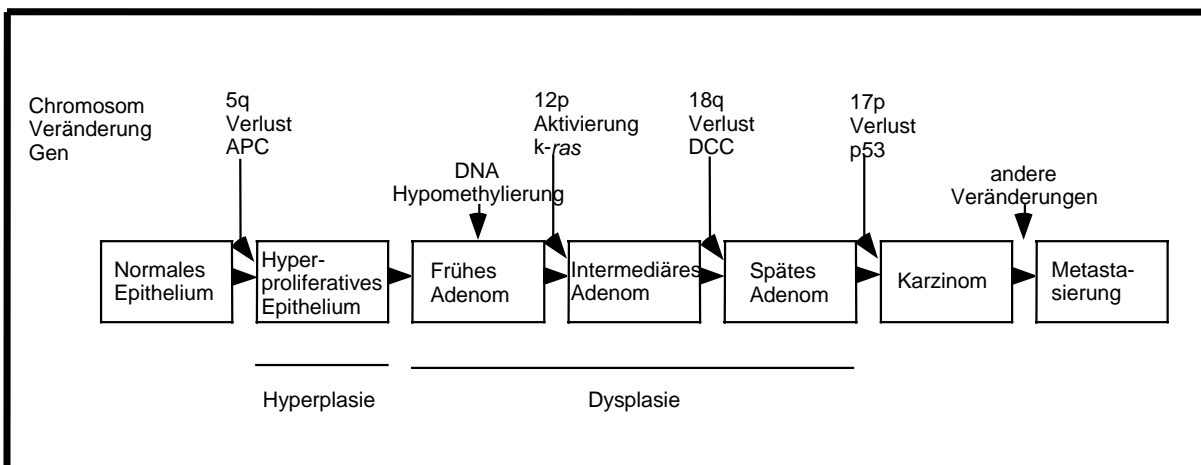 Chromosom
Veränderung
Gen
5q
Verlust
APC
12p
Aktivierung
k-ras
18q
Verlust
DCC
17p
Verlust
p53
DNA
Hypomethylierung
andere
Veränderungen
Normales
Epithelium
Hyper-
proliferatives
Epithelium
Frühes
Adenom
Intermediäres
Adenom
Spätes
Adenom
Karzinom
Metasta-
sierung
Hyperplasie
Dysplasie